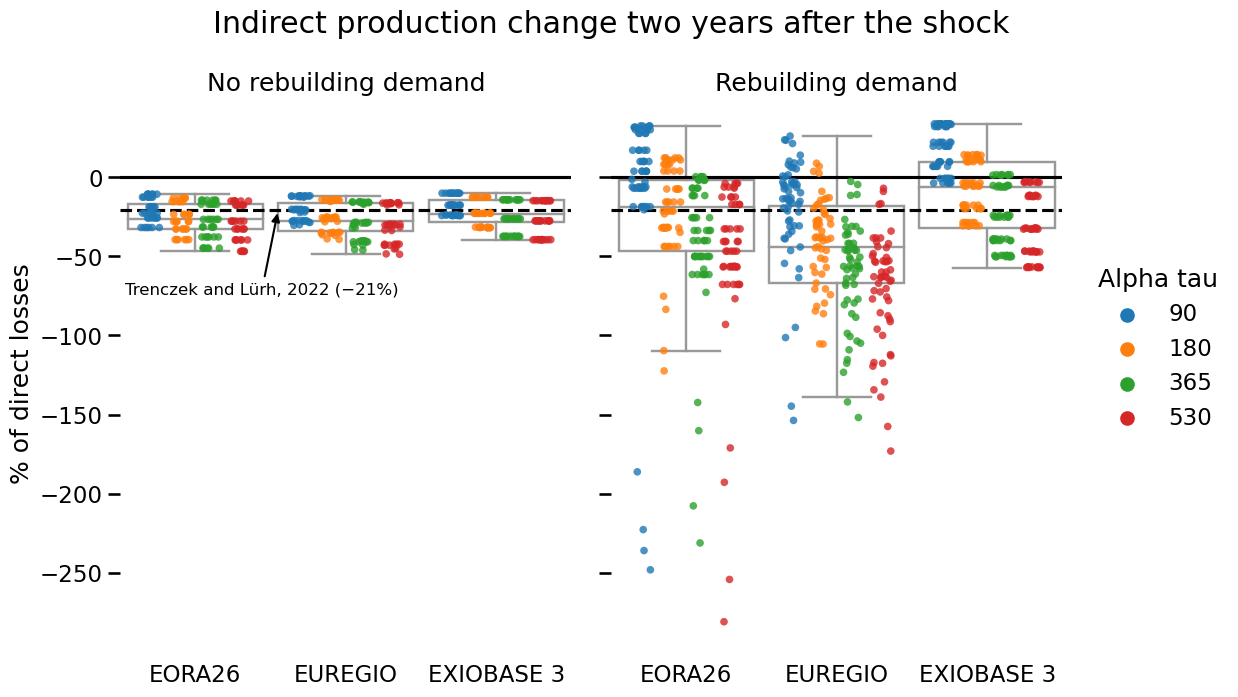 Indirect production change two years after the shock
No rebuilding demand
Rebuilding demand
% of direct losses
0
−50
−100
−150
−200
−250
Trenczek and Lürh, 2022 (−21%)
EORA26
EUREGIO
EXIOBASE 3
EORA26
EUREGIO
EXIOBASE 3
Alpha tau
90
180
365
530